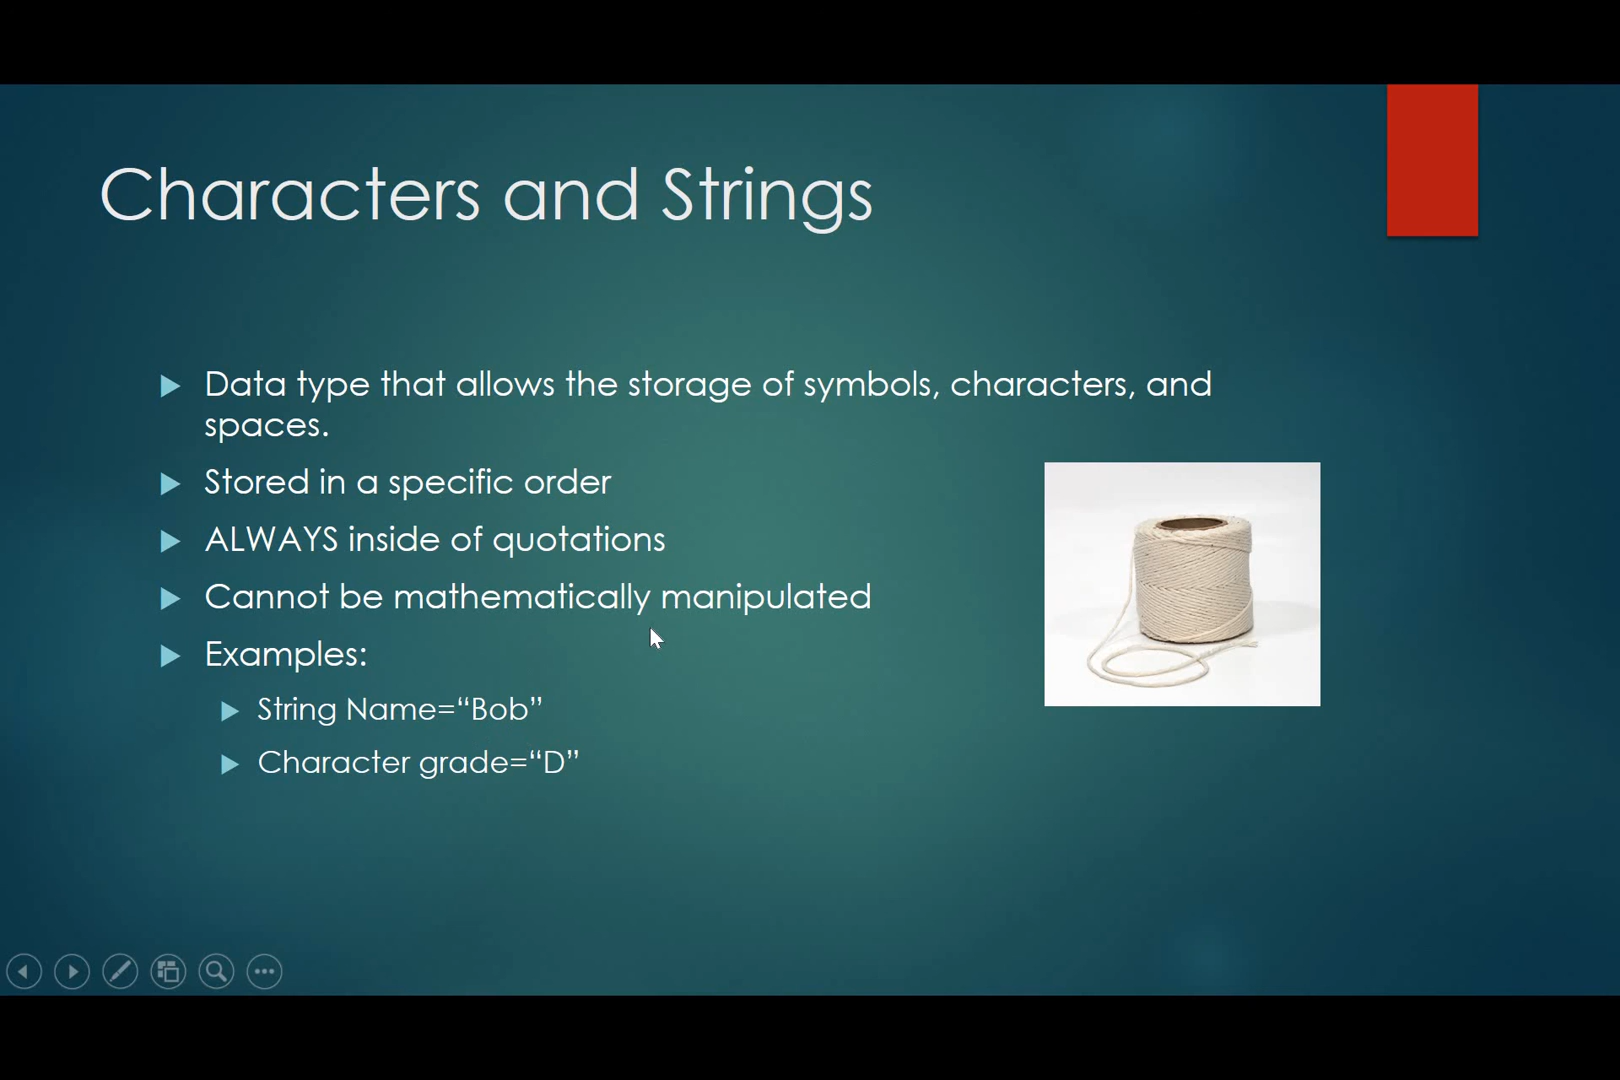 Characters and Strings
Data type that allows the storage of symbols, characters, and
spaces.
Stored in a specific order
ALWAYS inside of quotations
Cannot be mathematically manipulated
Examples:
String Name=“Bob”
Character grade=“D”